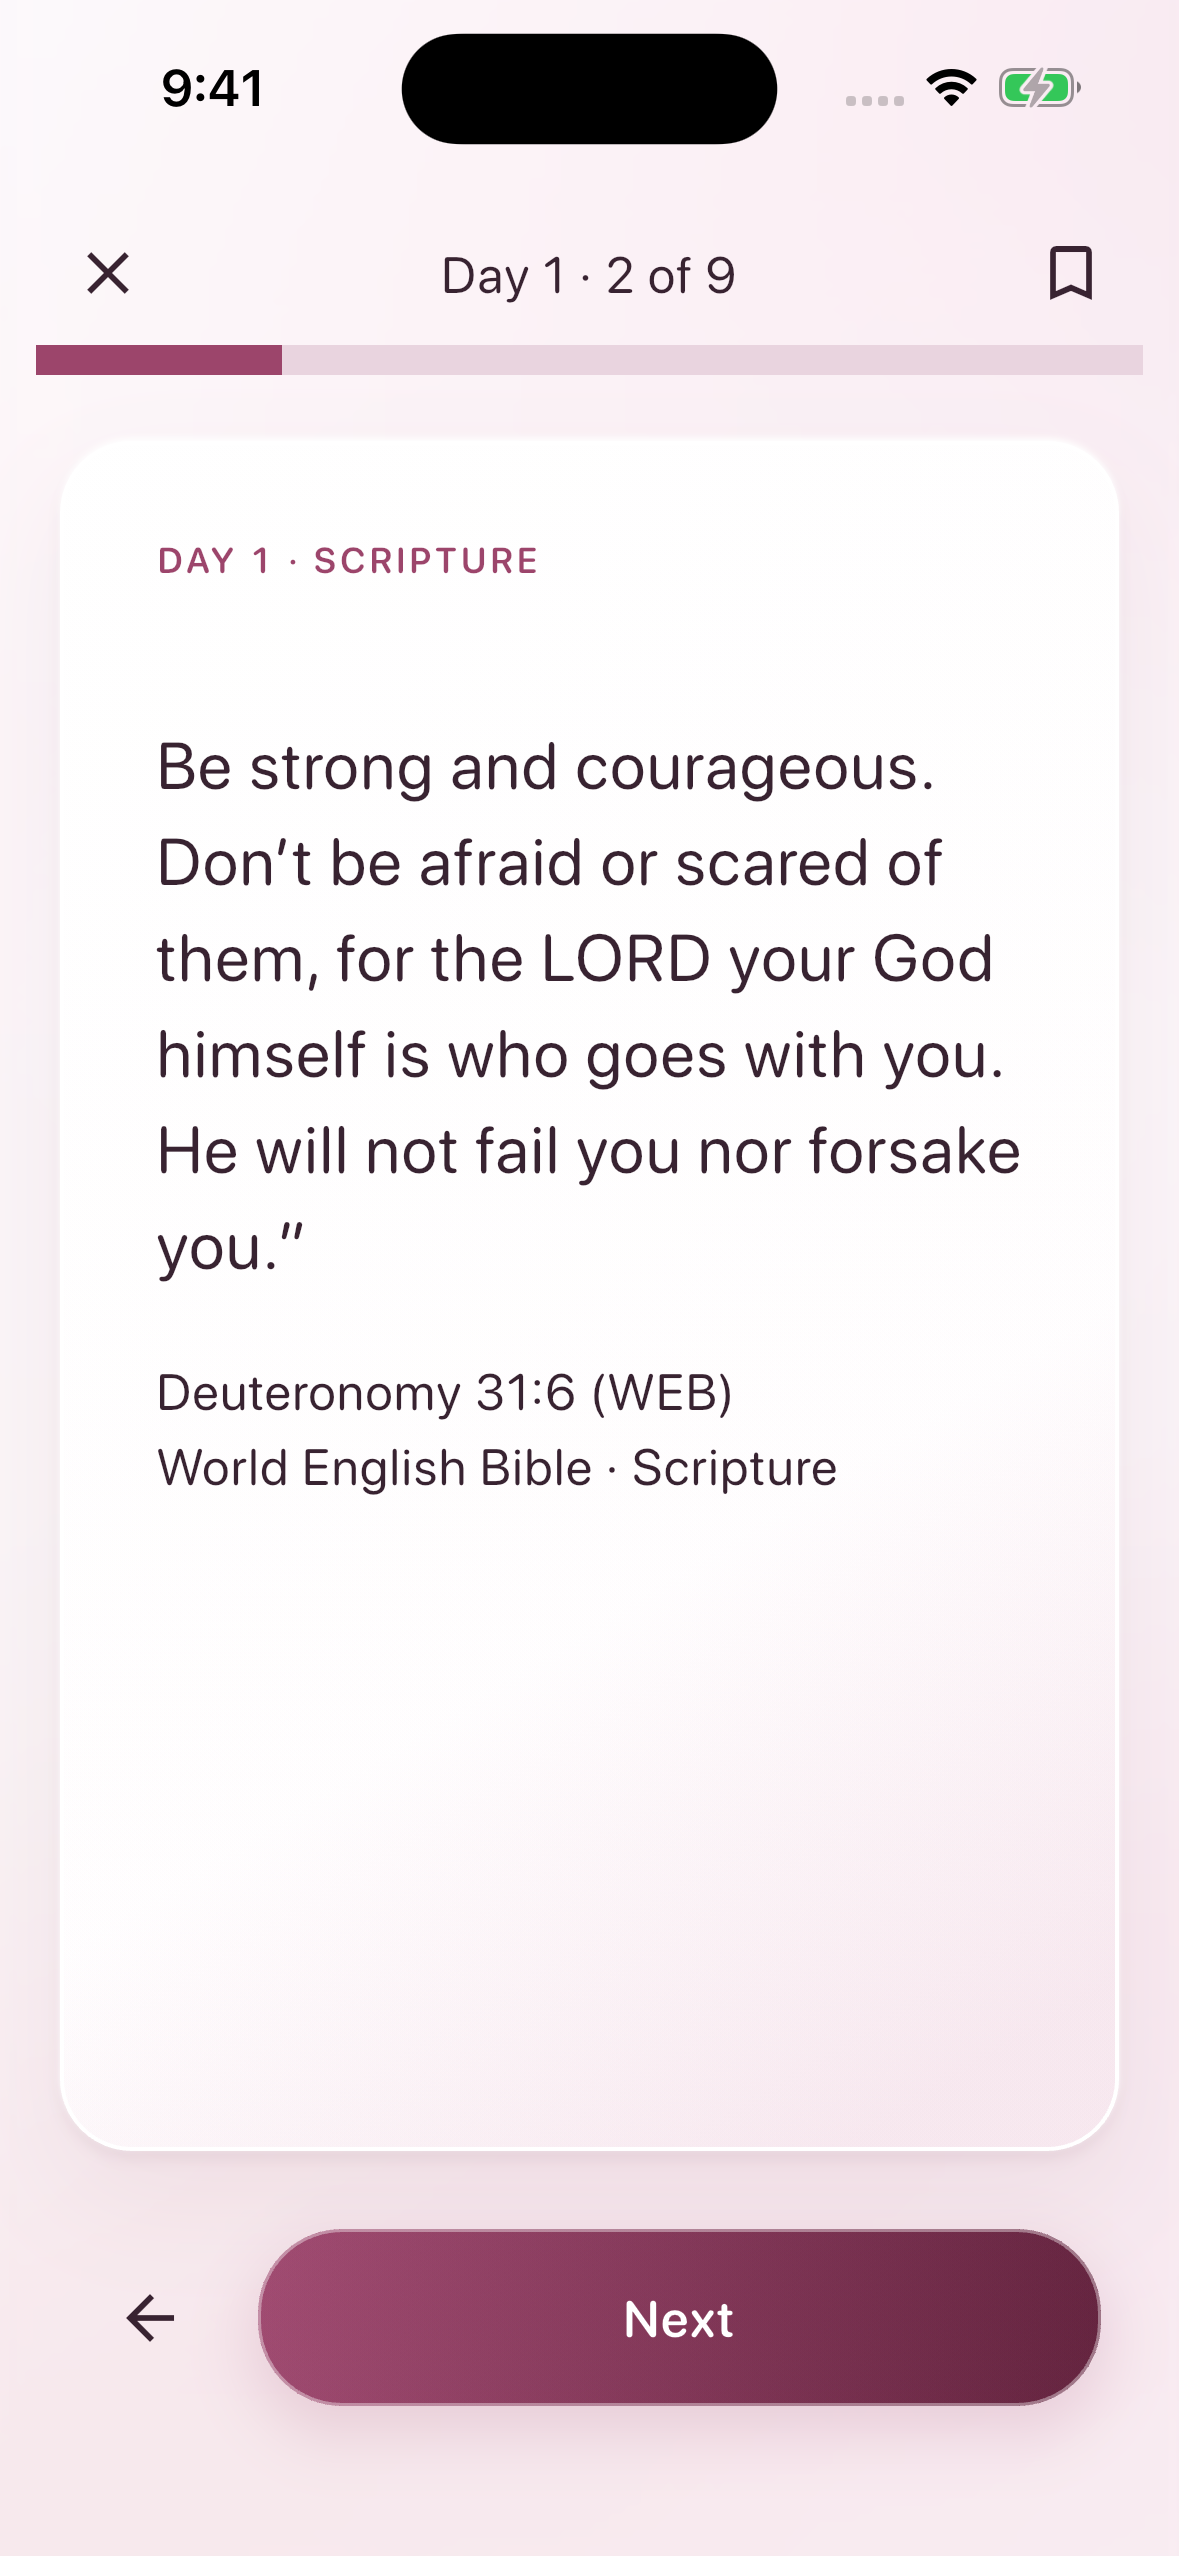 9:41
Day 1 · 2 of 9
DAY 1 · SCRIPTURE
Be strong and courageous.
Don’t be afraid or scared of
them, for the LORD your God
himself is who goes with you.
He will not fail you nor forsake
you.”
Deuteronomy 31:6 (WEB)
World English Bible · Scripture
Next